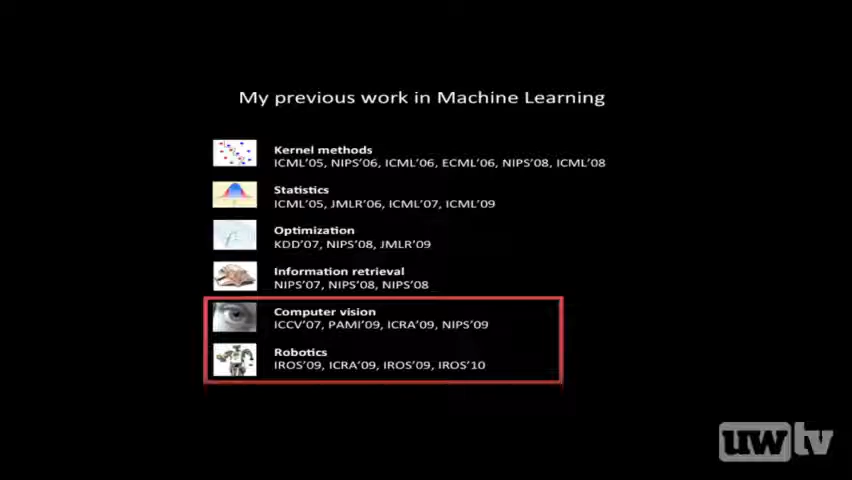 My previous work in Machine Learning
Kernel methods
ICML'05, NIPS'06, ICML'06, ECML'06, NIPS'08, ICML'08
Statistics
ICML'05, JMLR'06, ICML'07, ICML'09
Optimization
KDD'07, NIPS'08, JMLR'09
Information retrieval
NIPS'07, NIPS'08, NIPS'08
Computer vision
ICCV'07, PAMI'09, ICRA'09, NIPS'09
Robotics
IROS'09, ICRA'09, IROS'09, IROS'10
uwtv